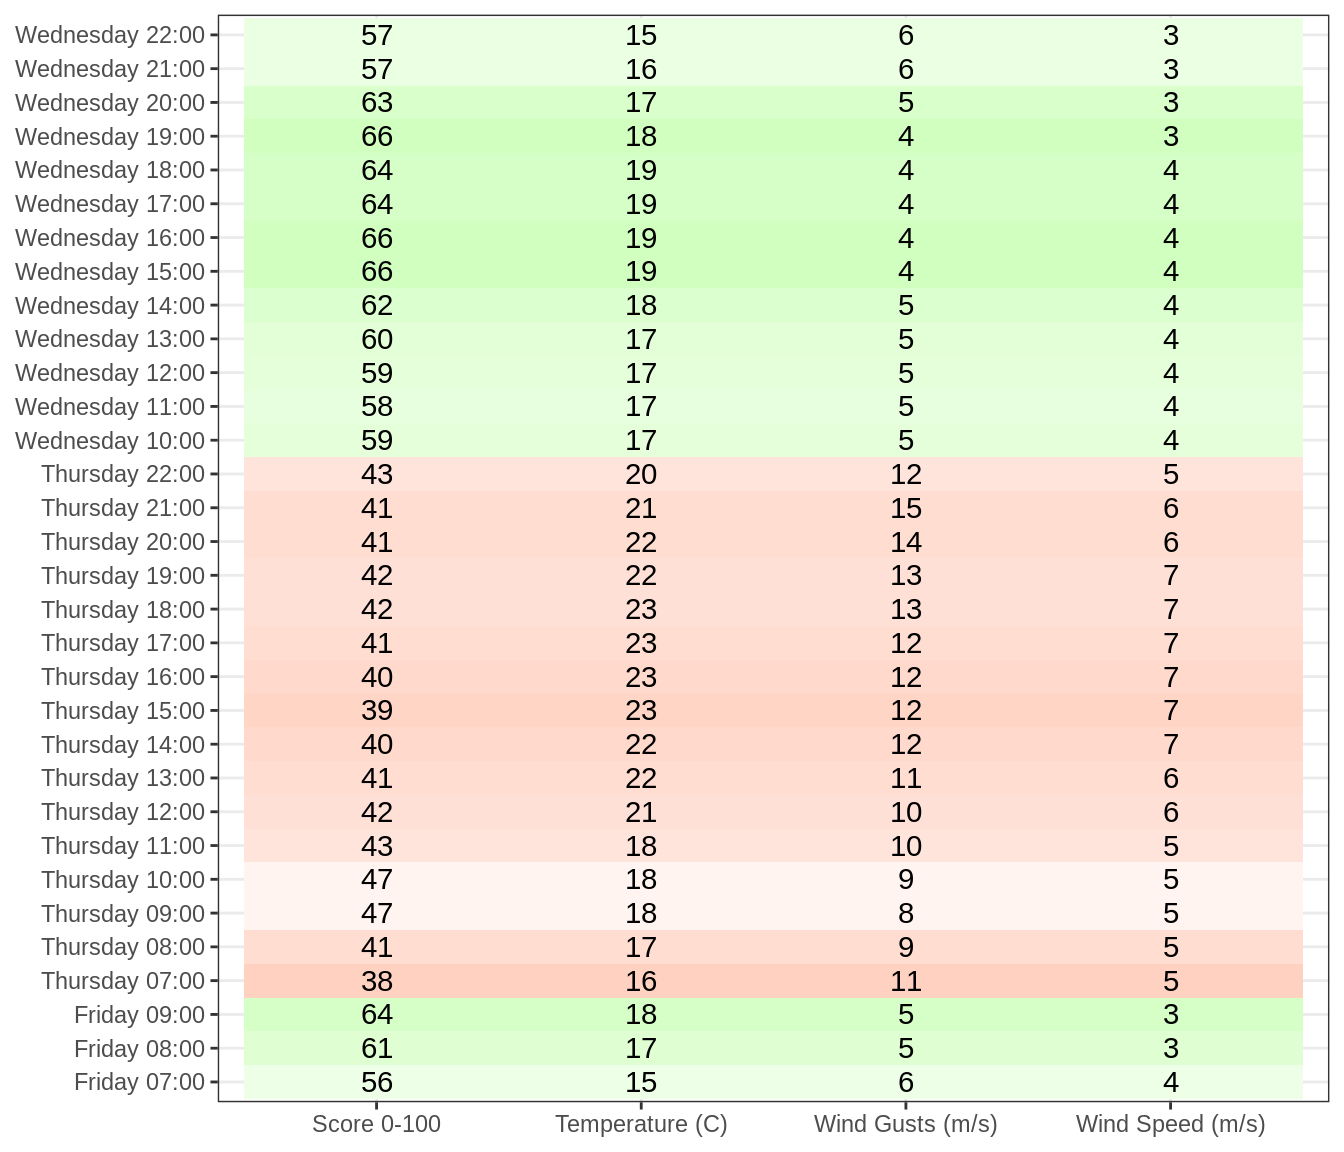 Wednesday 22:00 57 15 6 3
Wednesday 21:00 57 16 6 3
Wednesday 20:00 63 17 5 3
Wednesday 19:00 66 18 4 3
Wednesday 18:00 64 19 4 4
Wednesday 17:00 64 19 4 4
Wednesday 16:00 66 19 4 4
Wednesday 15:00 66 19 4 4
Wednesday 14:00 62 18 5 4
Wednesday 13:00 60 17 5 4
Wednesday 12:00 59 17 5 4
Wednesday 11:00 58 17 5 4
Wednesday 10:00 59 17 5 4
Thursday 22:00 43 20 12 5
Thursday 21:00 41 21 15 6
Thursday 20:00 41 22 14 6
Thursday 19:00 42 22 13 7
Thursday 18:00 42 23 13 7
Thursday 17:00 41 23 12 7
Thursday 16:00 40 23 12 7
Thursday 15:00 39 23 12 7
Thursday 14:00 40 22 12 7
Thursday 13:00 41 22 11 6
Thursday 12:00 42 21 10 6
Thursday 11:00 43 18 10 5
Thursday 10:00 47 18 9 5
Thursday 09:00 47 18 8 5
Thursday 08:00 41 17 9 5
Thursday 07:00 38 16 11 5
Friday 09:00 64 18 5 3
Friday 08:00 61 17 5 3
Friday 07:00 56 15 6 4
Score 0-100 Temperature (C) Wind Gusts (m/s) Wind Speed (m/s)